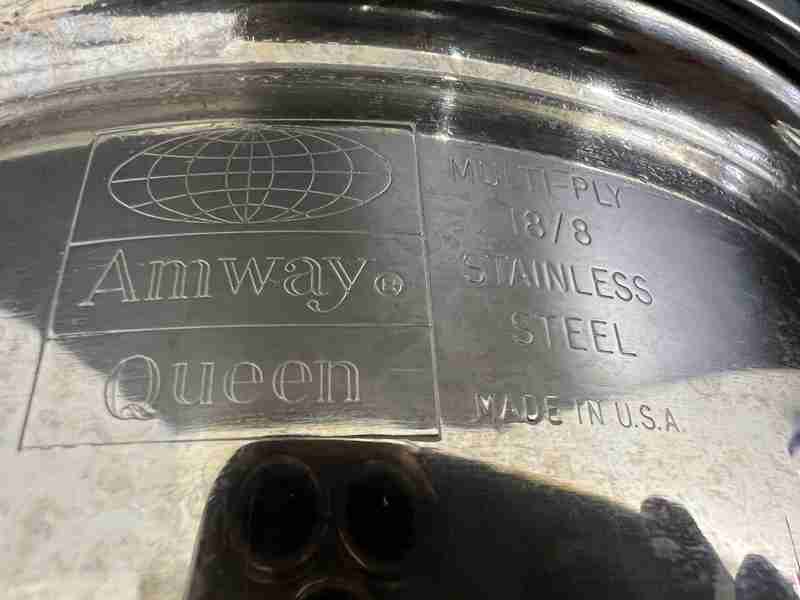 Amway®
Queen
MULTI-PLY
18/8
STAINLESS
STEEL
MADE IN U.S.A.